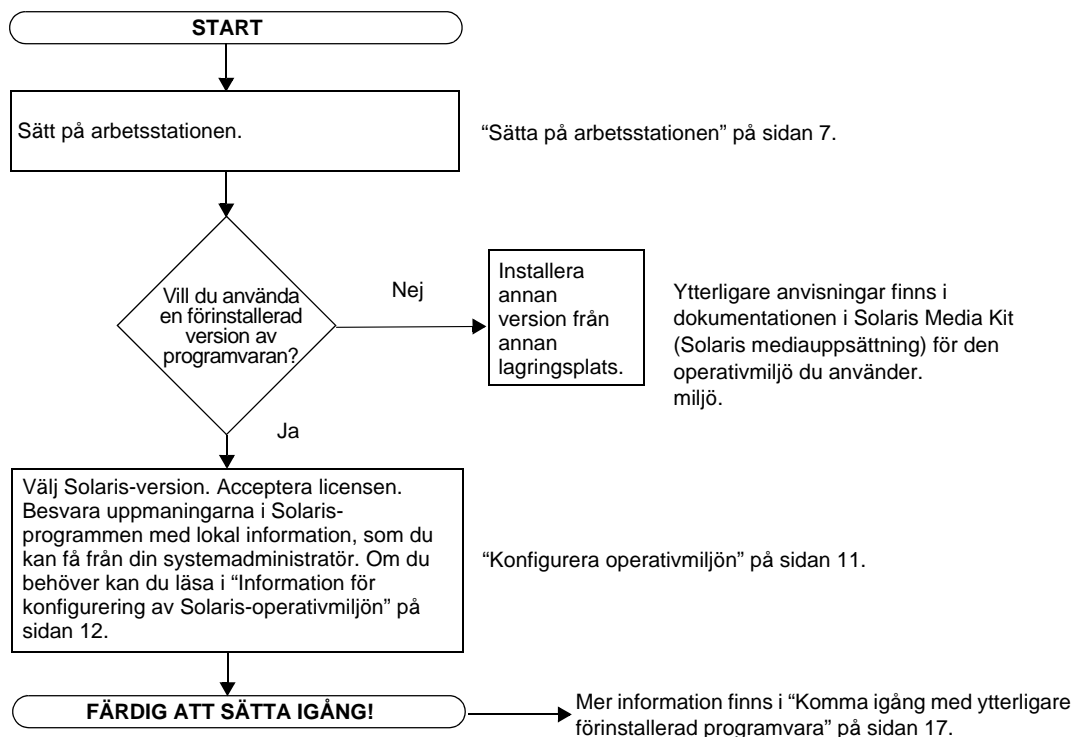 START
Sätt på arbetsstationen.
“Sätta på arbetsstationen” på sidan 7.
Vill du använda
en förinstallerad
version av
programvaran?
Nej
Installera
annan
version från
annan
lagringsplats.
Ytterligare anvisningar finns i
dokumentationen i Solaris Media Kit
(Solaris mediauppsättning) för den
operativmiljö du använder.
miljö.
Ja
Välj Solaris-version. Acceptera licensen.
Besvara uppmaningarna i Solaris-
programmen med lokal information, som du
kan få från din systemadministratör. Om du
behöver kan du läsa i “Information för
konfigurering av Solaris-operativmiljön” på
sidan 12.
“Konfigurera operativmiljön” på sidan 11.
FÄRDIG ATT SÄTTA IGÅNG!
Mer information finns i “Komma igång med ytterligare
förinstallerad programvara” på sidan 17.